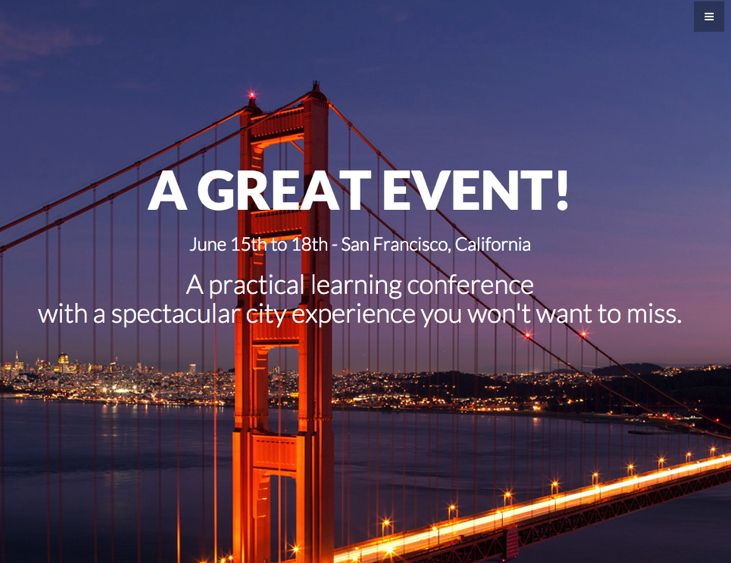 A GREAT EVENT!
June 15th to 18th - San Francisco, California
A practical learning conference
with a spectacular city experience you won't want to miss.